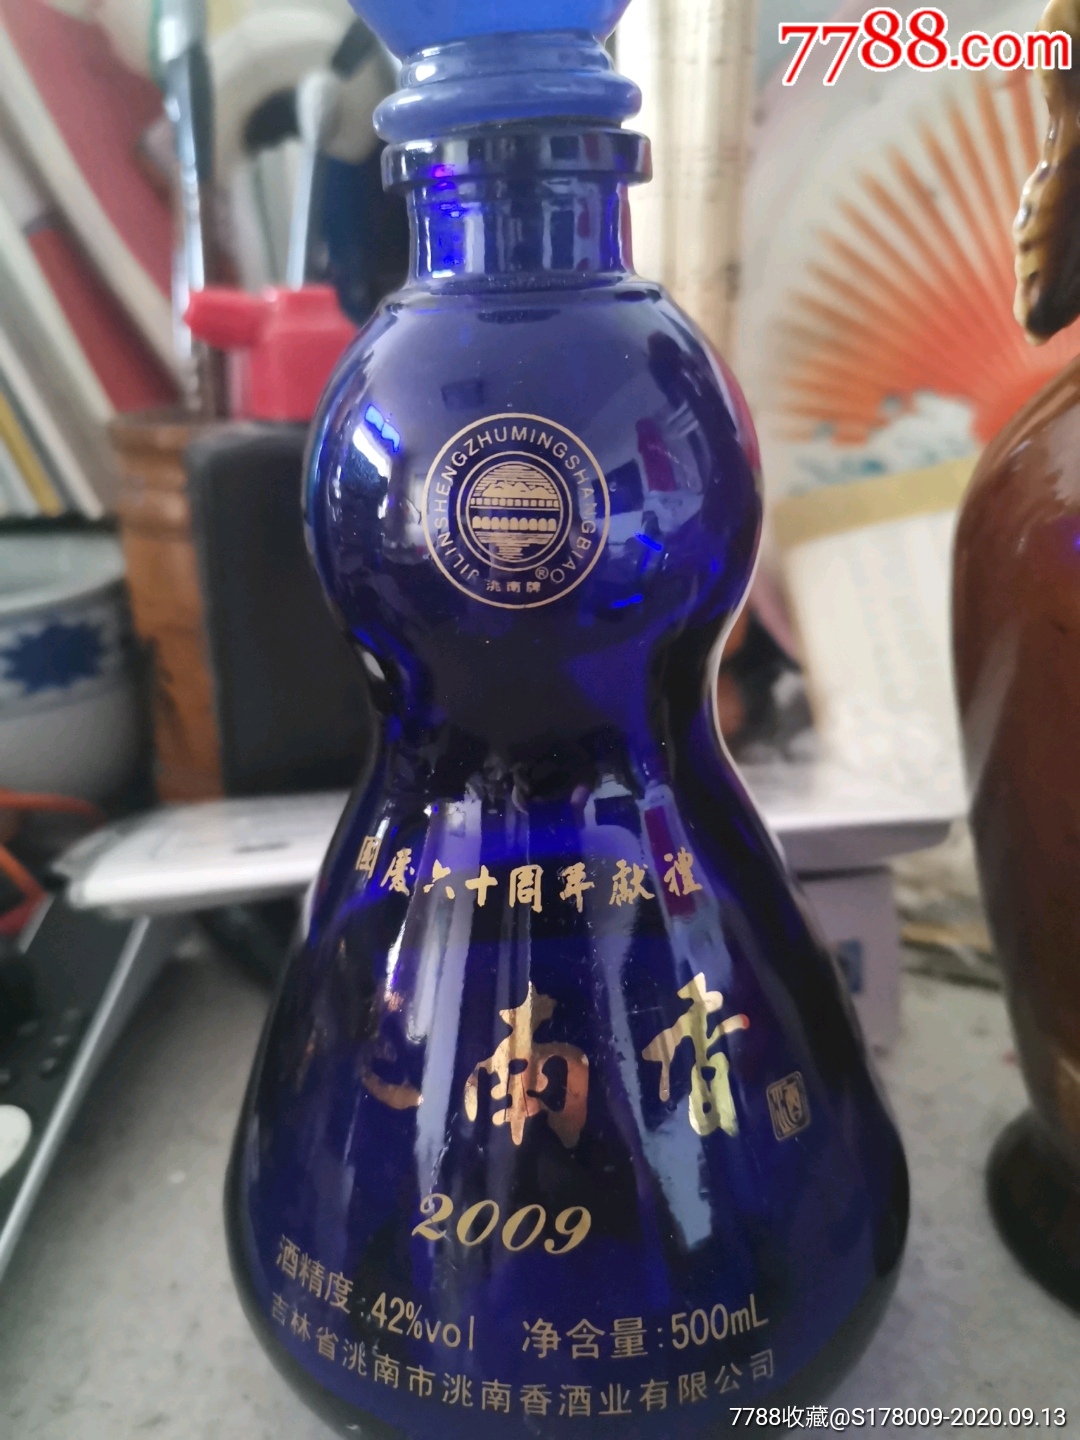 7788.com
JILINSHENGZHUMINGSHANGBIAO
®
洮南牌
國慶六十周年獻禮
南香
酒
2009
酒精度:42%vol 净含量:500mL
吉林省洮南市洮南香酒业有限公司
7788收藏@S178009-2020.09.13